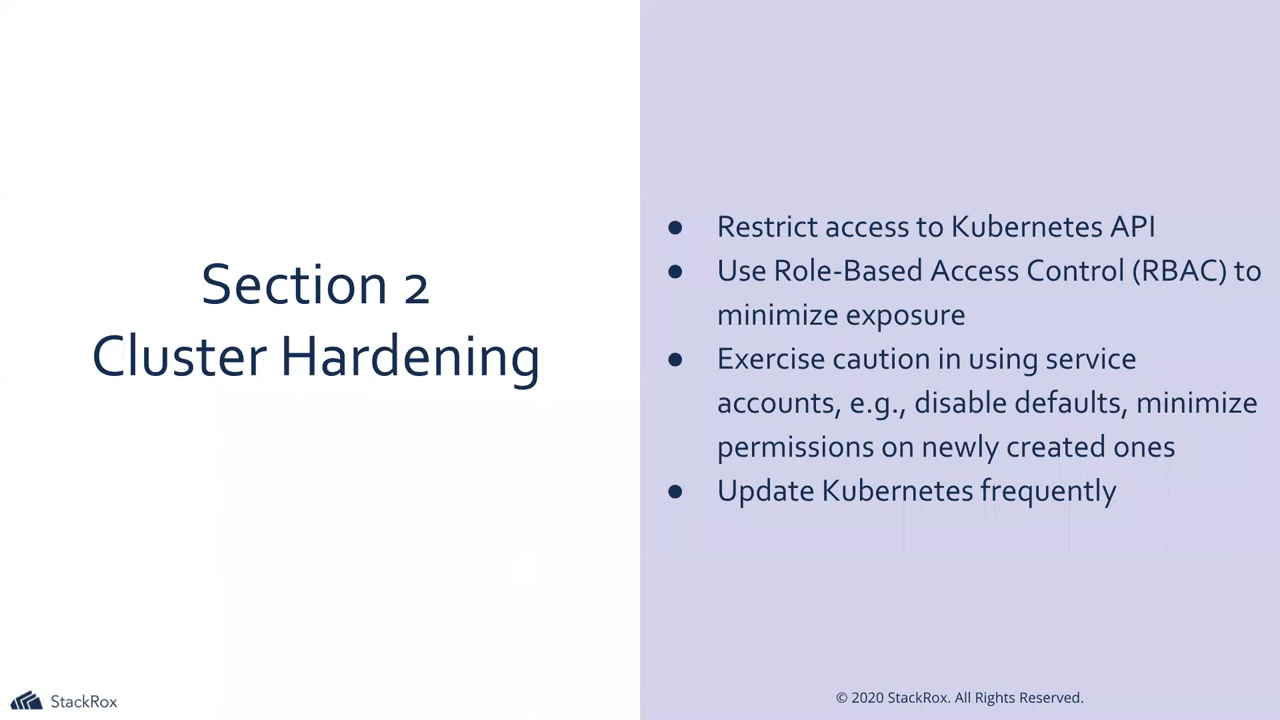 Section 2
Cluster Hardening
● Restrict access to Kubernetes API
● Use Role-Based Access Control (RBAC) to
minimize exposure
● Exercise caution in using service
accounts, e.g., disable defaults, minimize
permissions on newly created ones
● Update Kubernetes frequently
StackRox
© 2020 StackRox. All Rights Reserved.